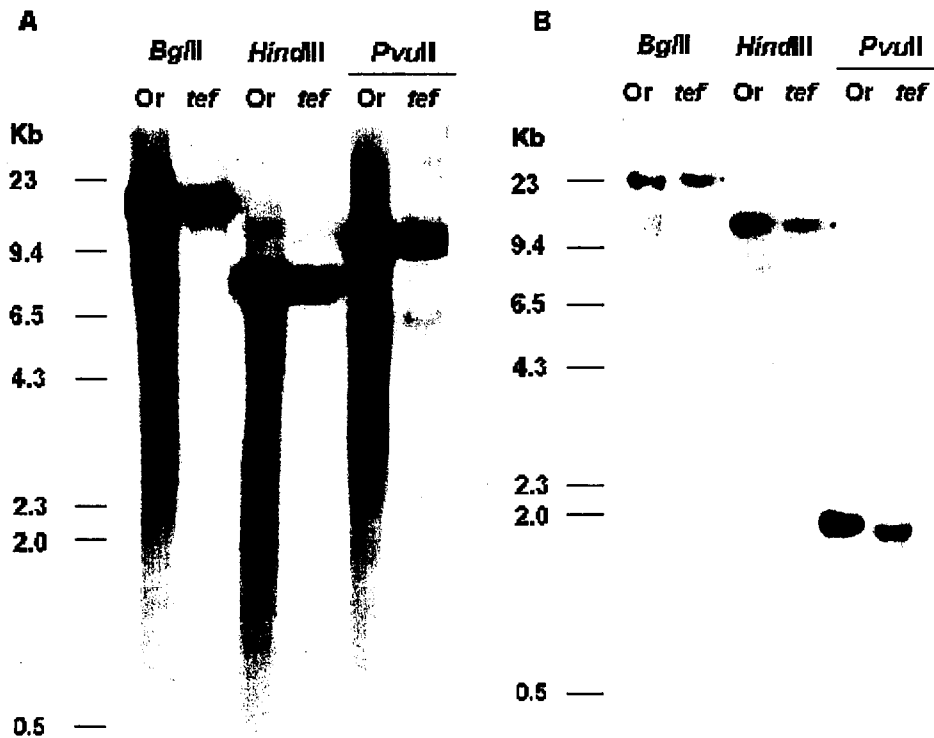 A
BglII HindIII PvuII
Or tef Or tef Or tef
Kb
23
9.4
6.5
4.3
2.3
2.0
0.5
B
BglII HindIII PvuII
Or tef Or tef Or tef
Kb
23
9.4
6.5
4.3
2.3
2.0
0.5